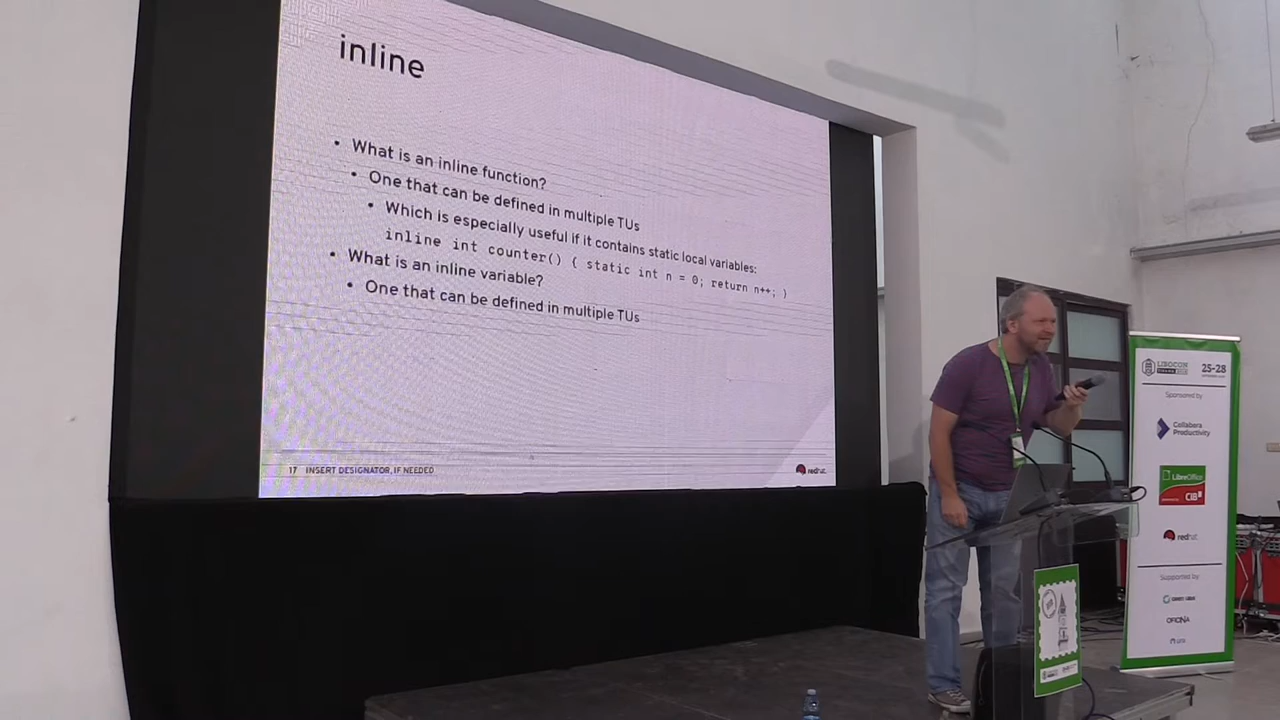 inline
• What is an inline function?
• One that can be defined in multiple TUs
• Which is especially useful if it contains static local variables:
inline int counter() { static int n = 0; return n++; }
• What is an inline variable?
• One that can be defined in multiple TUs
17 INSERT DESIGNATOR, IF NEEDED
redhat.
LIBOCON
25-28
Sponsored by
Collabora
Productivity
LibreOffice
CIB
redhat.
Supported by
OFICINA